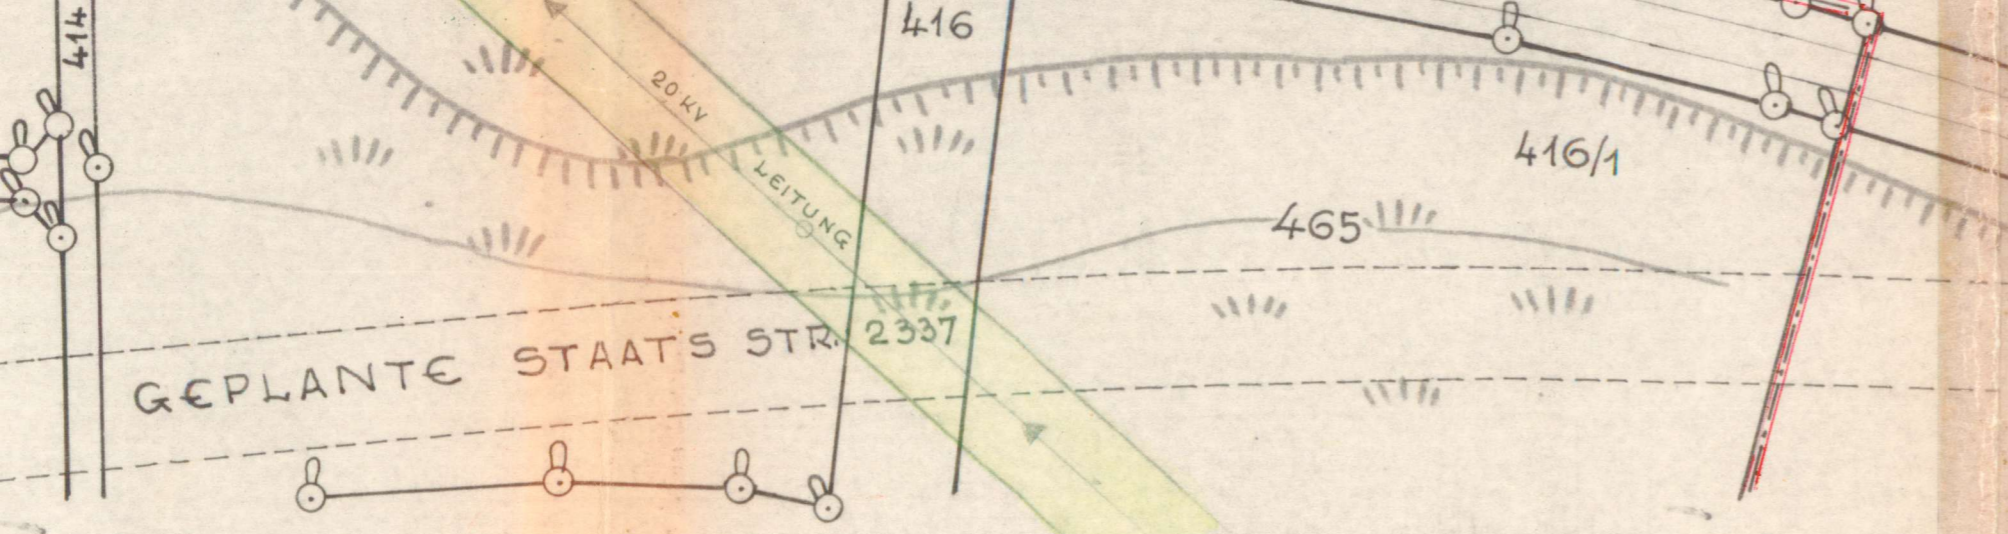 414
416
20 KV
LEITUNG
416/1
465
GEPLANTE STAATS STR. 2337